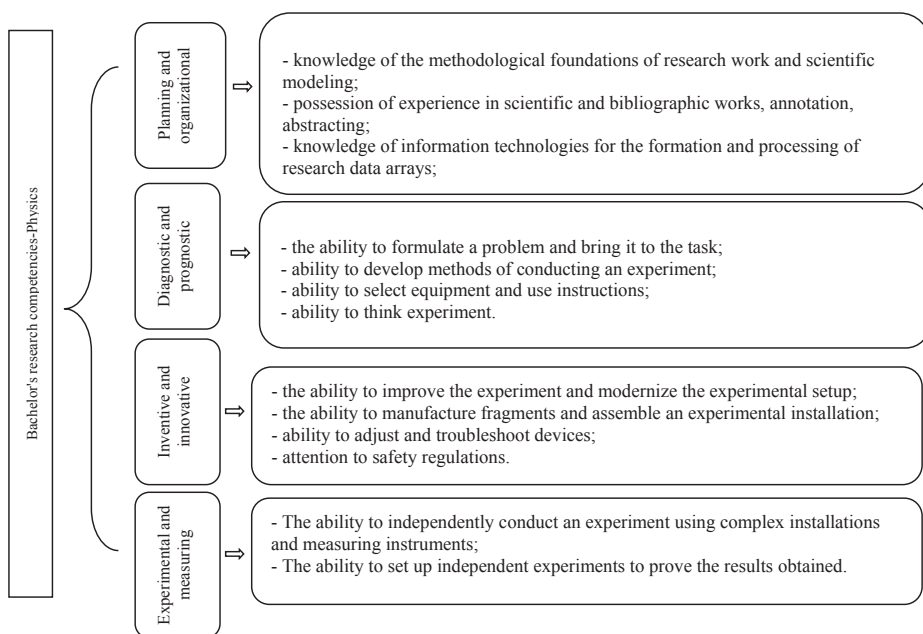 Bachelor's research competencies-Physics
Planning and
organizational
- knowledge of the methodological foundations of research work and scientific
modeling;
- possession of experience in scientific and bibliographic works, annotation,
abstracting;
- knowledge of information technologies for the formation and processing of
research data arrays;
Diagnostic and
prognostic
- the ability to formulate a problem and bring it to the task;
- ability to develop methods of conducting an experiment;
- ability to select equipment and use instructions;
- ability to think experiment.
Inventive and
innovative
- the ability to improve the experiment and modernize the experimental setup;
- the ability to manufacture fragments and assemble an experimental installation;
- ability to adjust and troubleshoot devices;
- attention to safety regulations.
Experimental and
measuring
- The ability to independently conduct an experiment using complex installations
and measuring instruments;
- The ability to set up independent experiments to prove the results obtained.